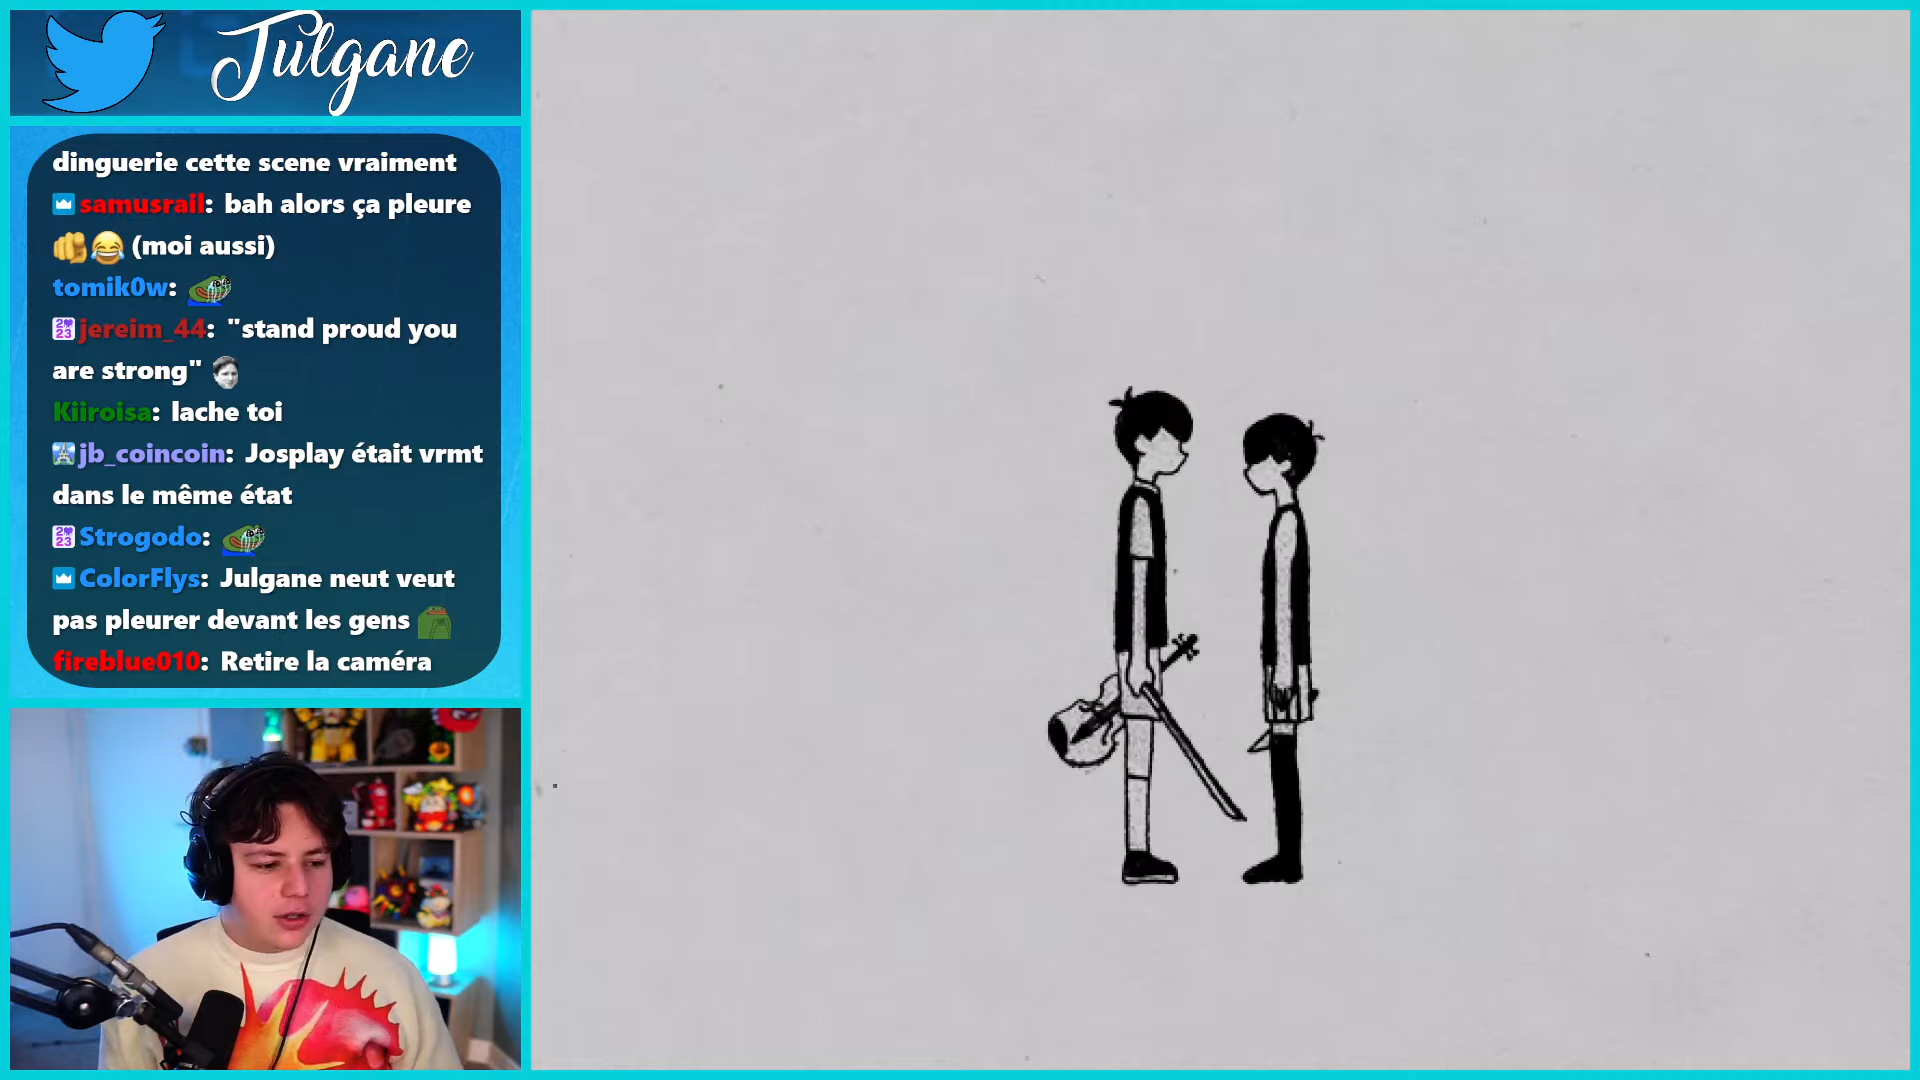 Julgane
dinguerie cette scene vraiment
samusrail: bah alors ça pleure
(moi aussi)
tomik0w:
2023 jereim_44: "stand proud you
are strong"
Kiiroisa: lache toi
jb_coincoin: Josplay était vrmt
dans le même état
2023 Strogodo:
ColorFlys: Julgane neut veut
pas pleurer devant les gens
fireblue010: Retire la caméra